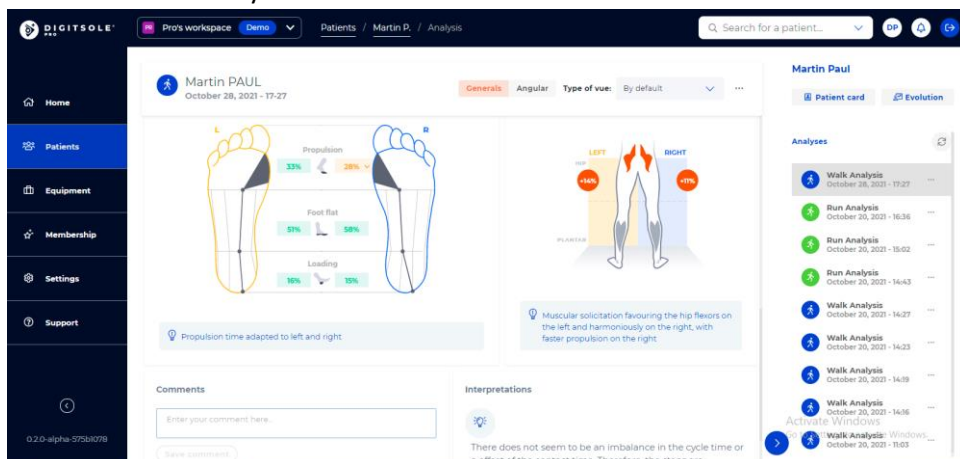 DIGITSOLE
PRO
Pro's workspace Demo
Patients / Martin P. / Analysis
Search for a patient...
DP
Home
Patients
Equipment
Membership
Settings
Support
0.2.0-alpha-575b1078
Martin PAUL
October 28, 2021 - 17-27
Generals Angular Type of vue: By default
L R
Propulsion
33% 28%
Foot flat
51% 58%
Loading
16% 15%
Propulsion time adapted to left and right
LEFT RIGHT
HIP
+14% +11%
PLANTAR
Muscular solicitation favouring the hip flexors on
the left and harmoniously on the right, with
faster propulsion on the right
Comments
Enter your comment here...
Save comment
Interpretations
There does not seem to be an imbalance in the cycle time or
Martin Paul
Patient card Evolution
Analyses
Walk Analysis
October 28, 2021 - 17:27
Run Analysis
October 20, 2021 - 16:36
Run Analysis
October 20, 2021 - 15:02
Run Analysis
October 20, 2021 - 14:43
Walk Analysis
October 20, 2021 - 14:27
Walk Analysis
October 20, 2021 - 14:23
Walk Analysis
October 20, 2021 - 14:19
Walk Analysis
October 20, 2021 - 14:16
Walk Analysis
October 20, 2021 - 11:03
Activate Windows